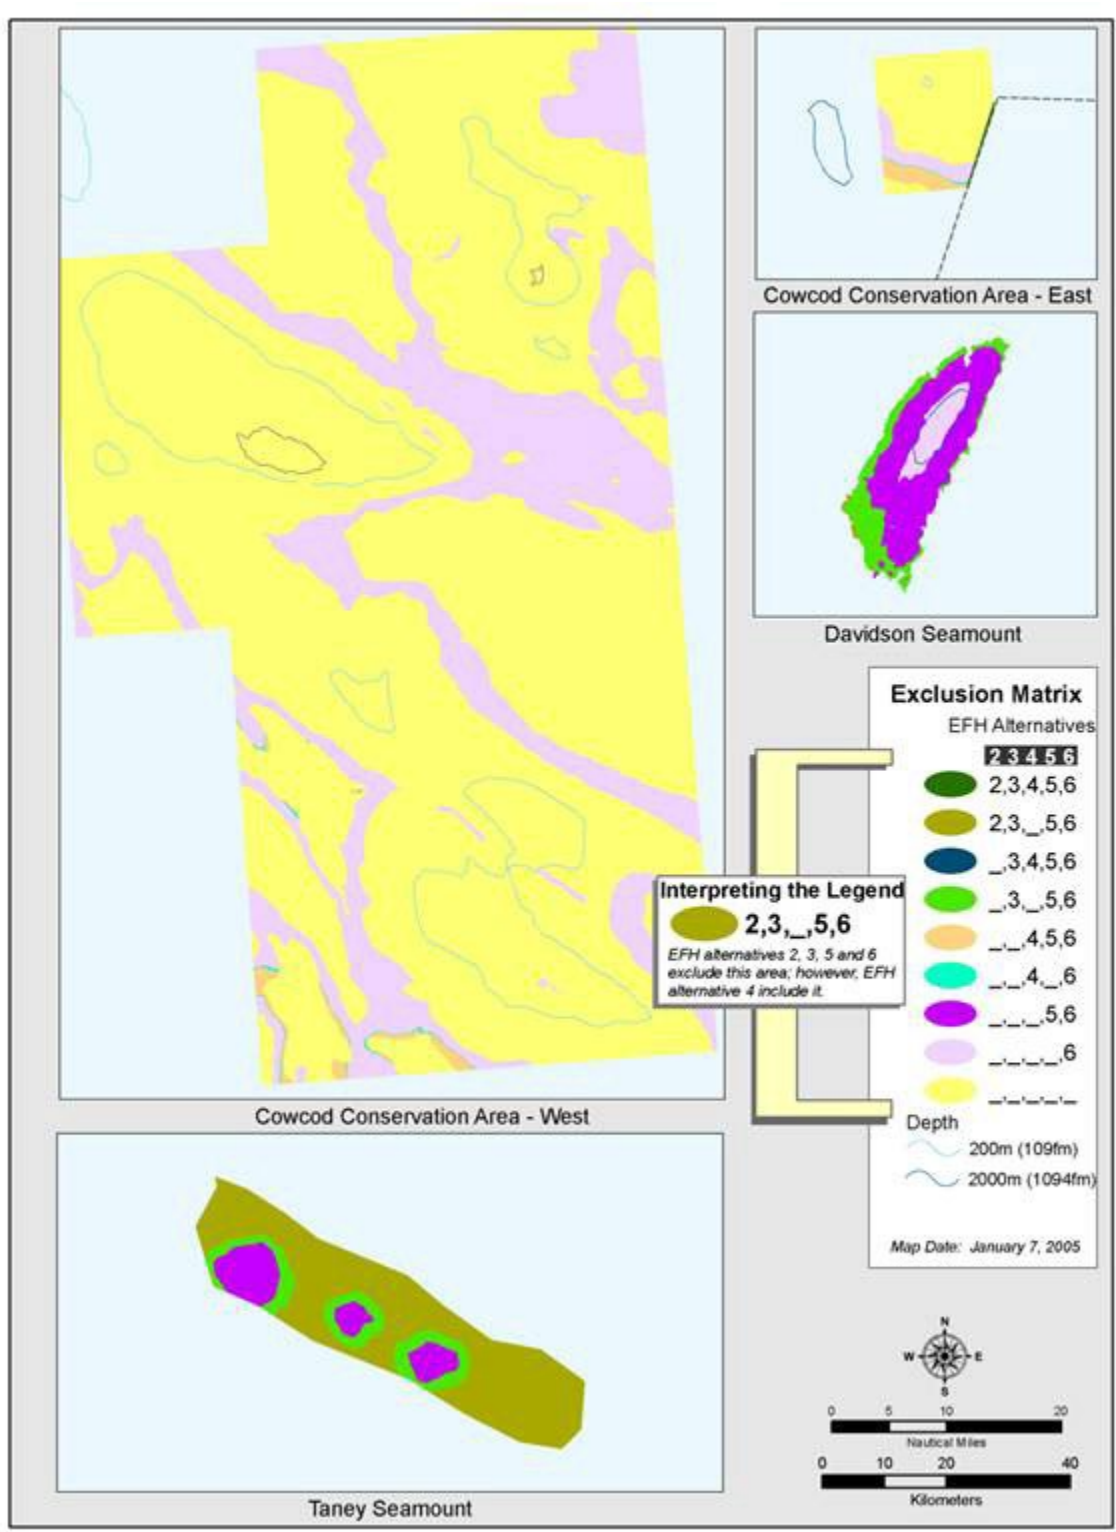 Cowcod Conservation Area - East
Davidson Seamount
Exclusion Matrix
EFH Alternatives
2 3 4 5 6
2,3,4,5,6
2,3,_,5,6
_,3,4,5,6
_,3,_,5,6
_,_,4,5,6
_,_,4,_,6
_,_,_,5,6
_,_,_,_,6
_,_,_,_,_
Depth
200m (109fm)
2000m (1094fm)
Map Date: January 7, 2005
Interpreting the Legend
2,3,_,5,6
EFH alternatives 2, 3, 5 and 6
exclude this area; however, EFH
alternative 4 include it.
Cowcod Conservation Area - West
Taney Seamount
N
W E
S
0 5 10 20
Nautical Miles
0 10 20 40
Kilometers